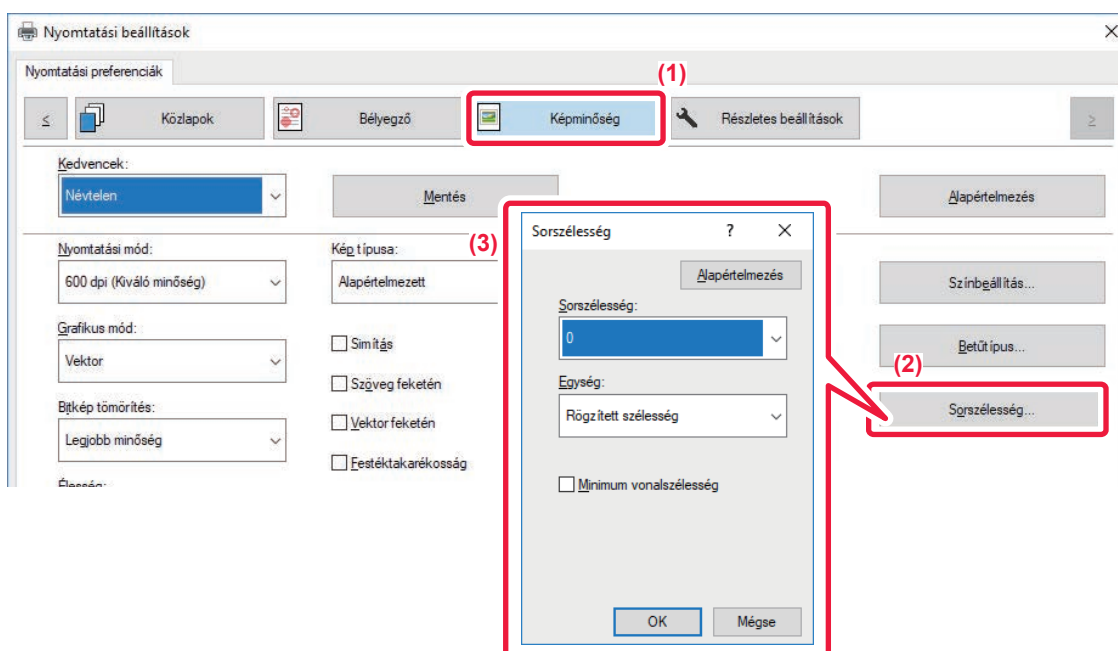 Nyomtatási beállítások
Nyomtatási preferenciák
(1)
≤ Közlapok Bélyegző Képminőség Részletes beállítások ≥
Kedvencek:
Névtelen
Mentés
Alapértelmezés
Nyomtatási mód:
600 dpi (Kiváló minőség)
Kép típusa:
Alapértelmezett
Grafikus mód:
Vektor
Simítás
Szöveg feketén
Bitkép tömörítés:
Legjobb minőség
Vektor feketén
Festéktakarékosság
Élesség:
(3)
Sorszélesség ? X
Alapértelmezés
Sorszélesség:
0
Egység:
Rögzített szélesség
Minimum vonalszélesség
OK Mégse
Színbeállítás...
Betűtípus...
(2)
Sorszélesség...